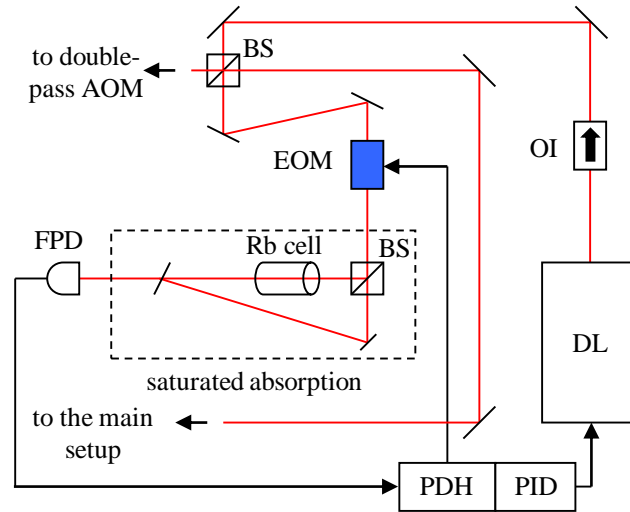 BS
to double-
pass AOM
OI
EOM
FPD
Rb cell
BS
DL
saturated absorption
to the main
setup
PDH
PID